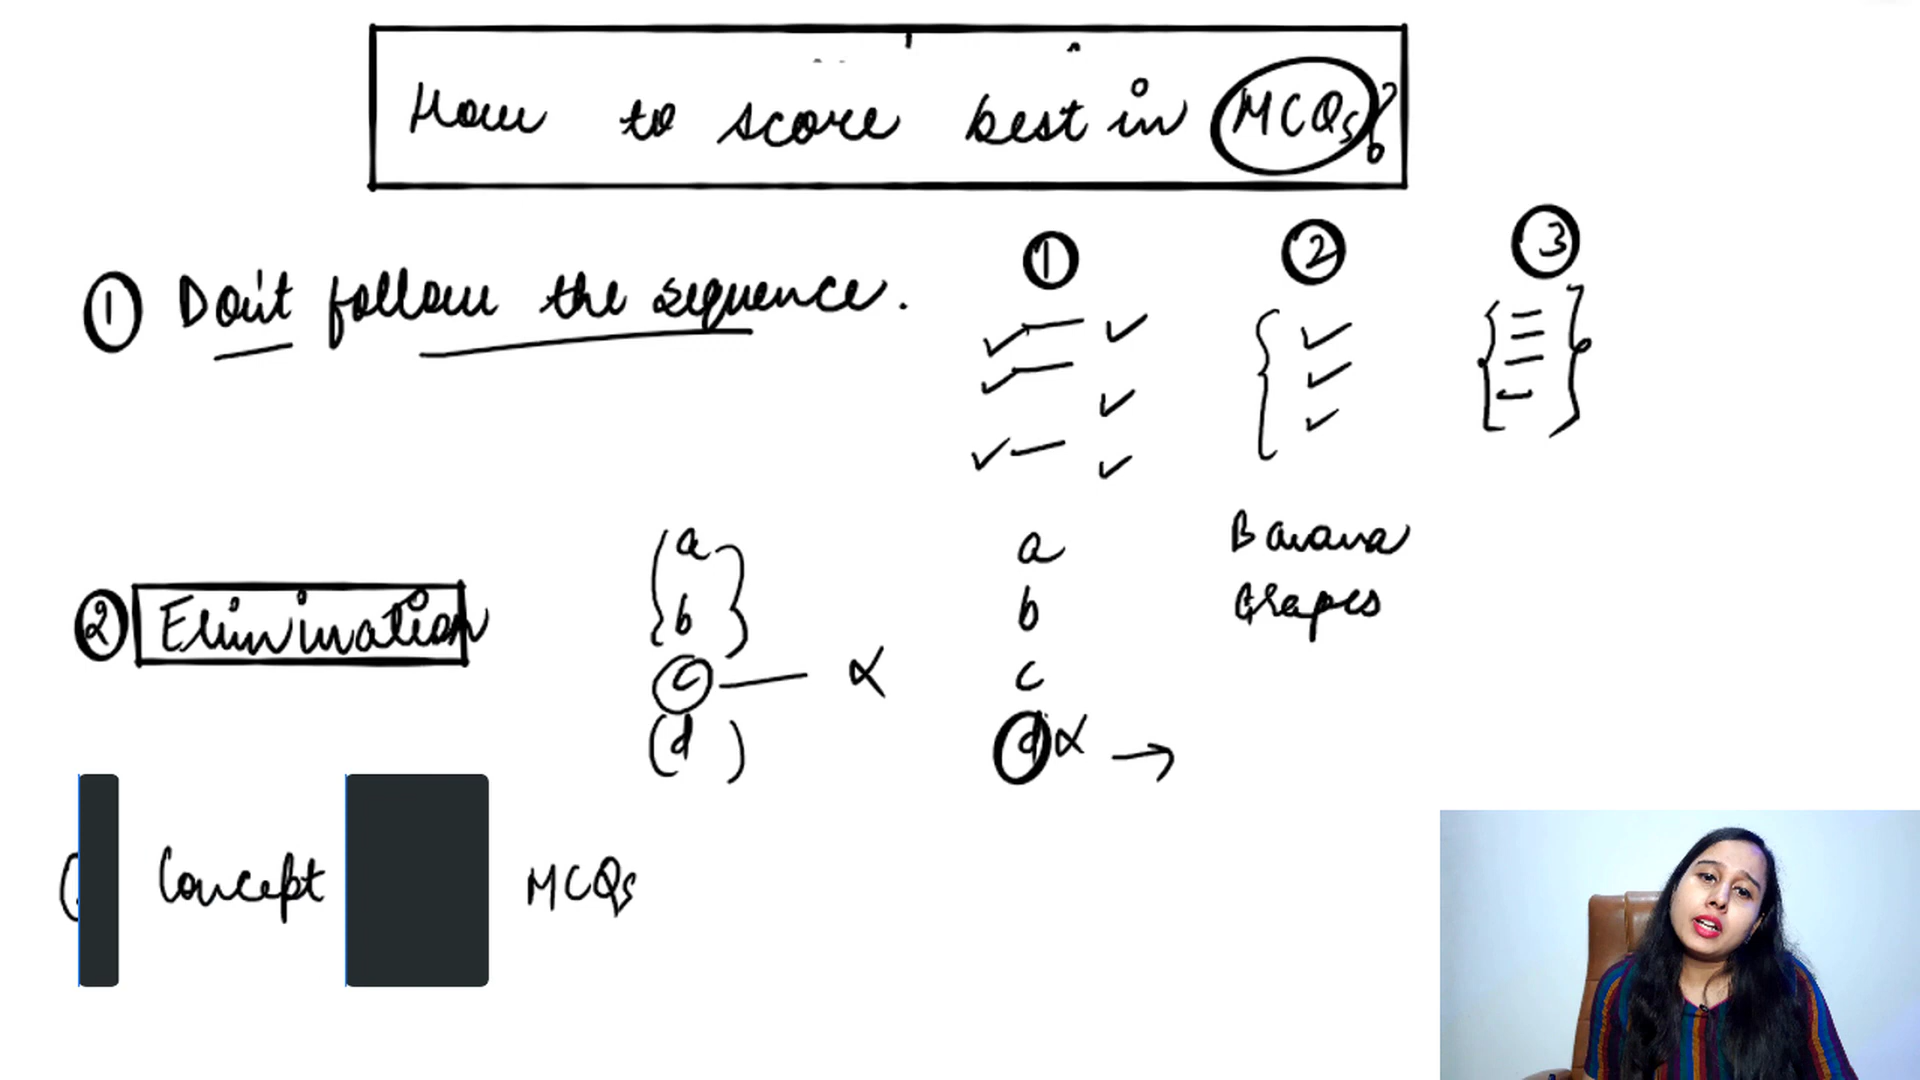 How to score best in MCQs?
① Don't follow the sequence.
① ② ③
② Elimination
a
b
c
d
a
b
c
d
Banana
Grapes
Concept MCQs